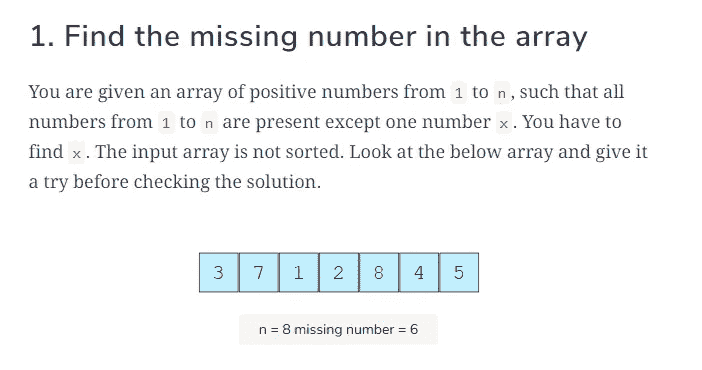 1. Find the missing number in the array
You are given an array of positive numbers from 1 to n, such that all
numbers from 1 to n are present except one number x. You have to
find x. The input array is not sorted. Look at the below array and give it
a try before checking the solution.
3 7 1 2 8 4 5
n = 8 missing number = 6